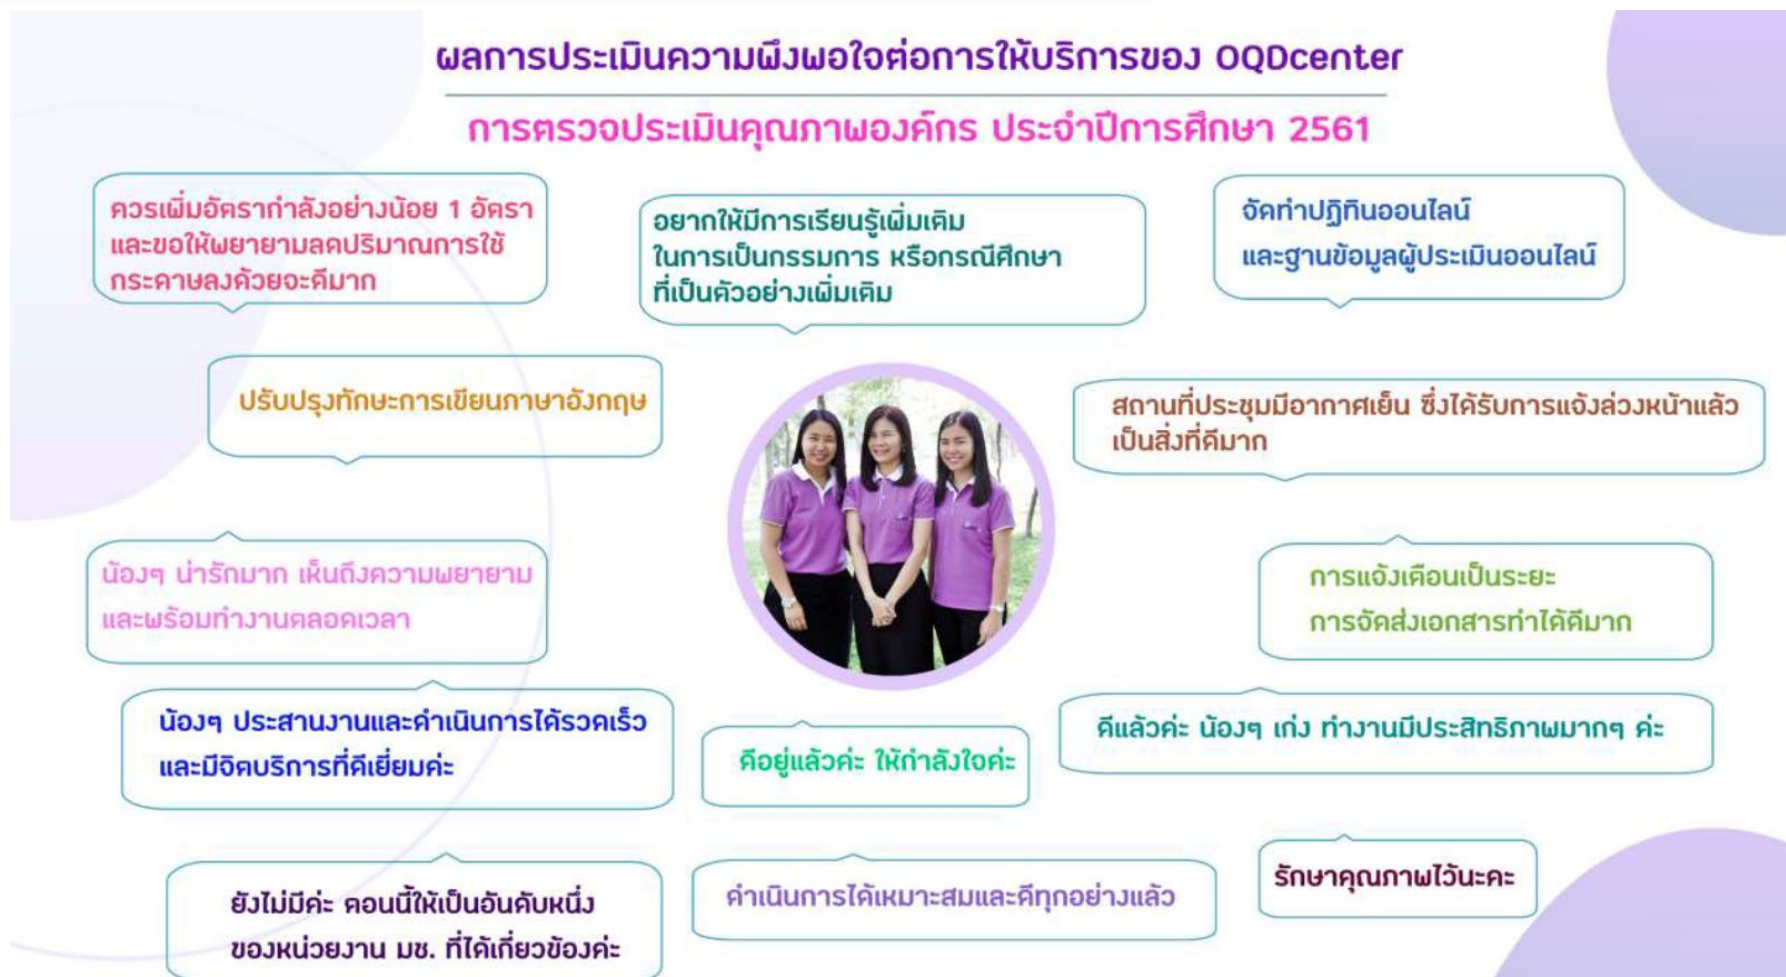 ผลการประเมินความพึงพอใจต่อการให้บริการของ OQDcenter
การตรวจประเมินคุณภาพองค์กร ประจำปีการศึกษา 2561
ควรเพิ่มอัตรากำลังอย่างน้อย 1 อัตรา
และขอให้พยายามลดปริมาณการใช้
กระดาษลงด้วยจะดีมาก
อยากให้มีการเรียนรู้เพิ่มเติม
ในการเป็นกรรมการ หรือกรณีศึกษา
ที่เป็นตัวอย่างเพิ่มเติม
จัดทำปฏิทินออนไลน์
และฐานข้อมูลผู้ประเมินออนไลน์
ปรับปรุงทักษะการเขียนภาษาอังกฤษ
สถานที่ประชุมมีอากาศเย็น ซึ่งได้รับการแจ้งล่วงหน้าแล้ว
เป็นสิ่งที่ดีมาก
น้องๆ น่ารักมาก เห็นถึงความพยายาม
และพร้อมทำงานตลอดเวลา
การแจ้งเตือนเป็นระยะ
การจัดส่งเอกสารทำได้ดีมาก
น้องๆ ประสานงานและดำเนินการได้รวดเร็ว
และมีจิตบริการที่ดีเยี่ยมค่ะ
ดีอยู่แล้วค่ะ ให้กำลังใจค่ะ
ดีแล้วค่ะ น้องๆ เก่ง ทำงานมีประสิทธิภาพมากๆ ค่ะ
ยังไม่มีค่ะ ตอนนี้ให้เป็นอันดับหนึ่ง
ของหน่วยงาน มช. ที่ได้เกี่ยวข้องค่ะ
ดำเนินการได้เหมาะสมและดีทุกอย่างแล้ว
รักษาคุณภาพไว้นะคะ